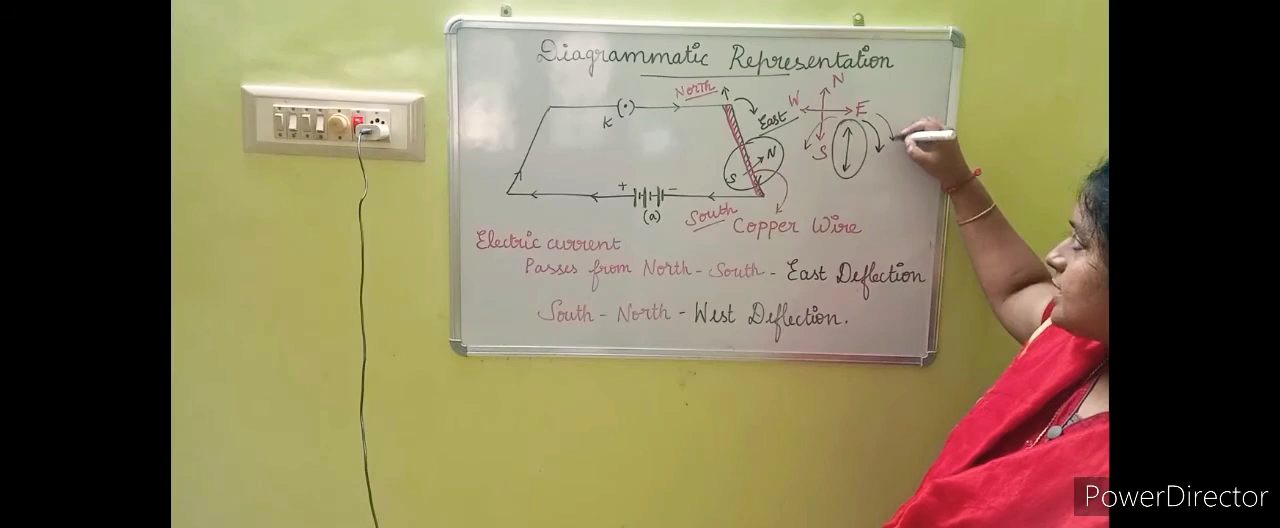 Diagrammatic Representation
North
K
East
N
S
W
N
E
S
+
-
(a)
South
Copper Wire
Electric current
Passes from North - South - East Deflection
South - North - West Deflection.
PowerDirector